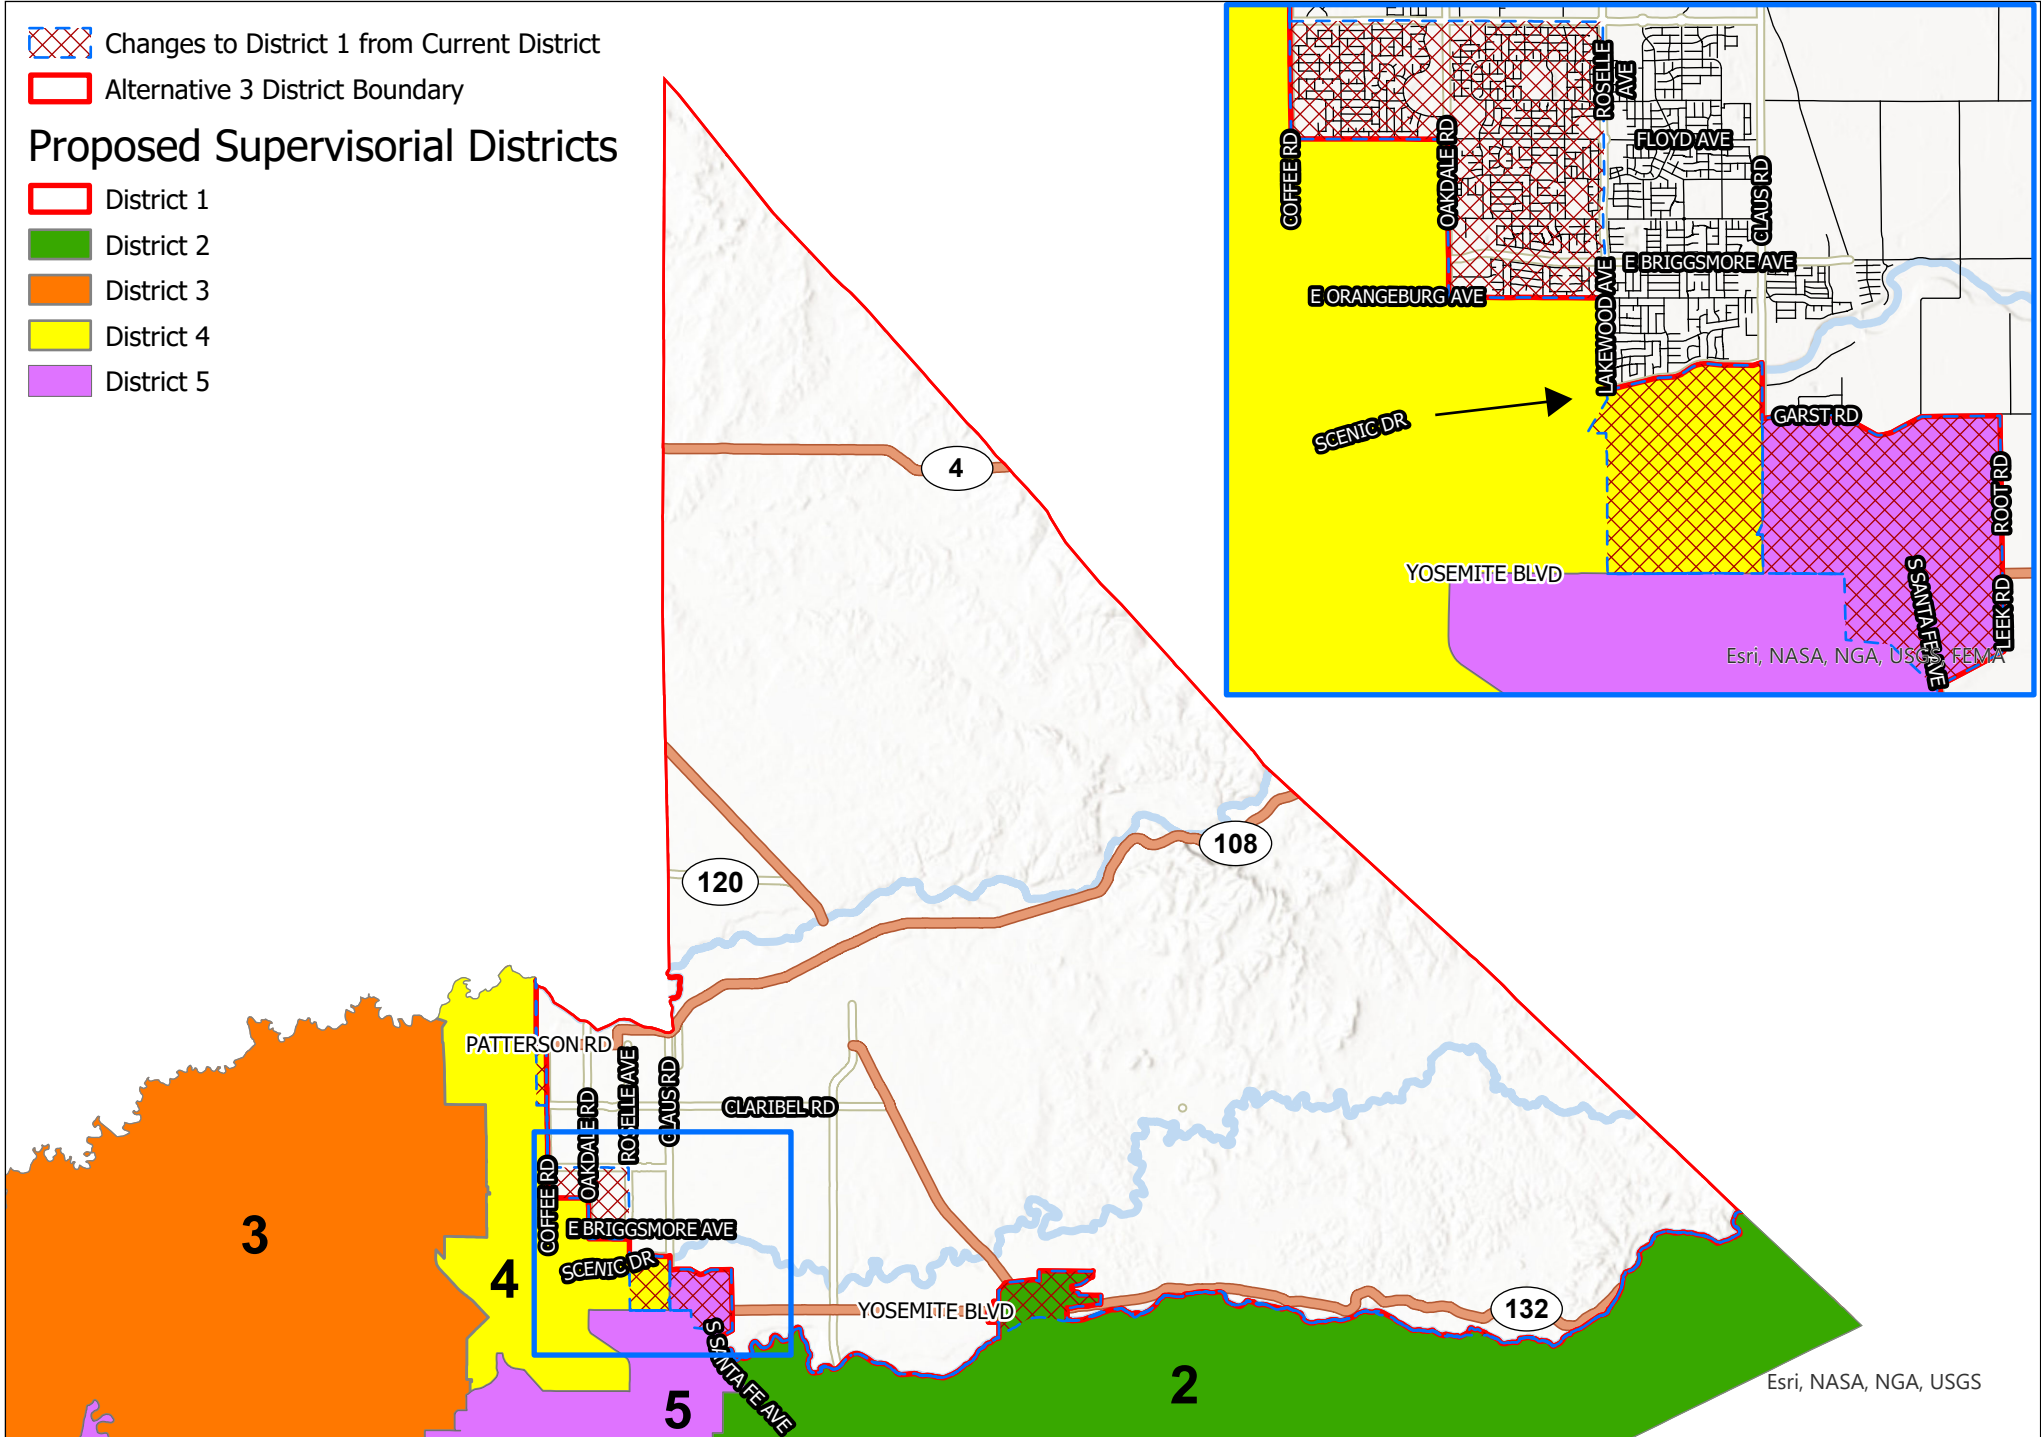 Changes to District 1 from Current District
Alternative 3 District Boundary
Proposed Supervisorial Districts
District 1
District 2
District 3
District 4
District 5
ROSELLE
AVE
COFFEE RD
OAKDALE RD
FLOYD AVE
CLAUS RD
E BRIGGSMORE AVE
E ORANGEBURG AVE
LAKEWOOD AVE
SCENIC DR
GARST RD
ROOT RD
YOSEMITE BLVD
S SANTA FE AVE
LEEK RD
Esri, NASA, NGA, USGS, FEMA
4
108
120
PATTERSON RD
ROSELLE AVE
CLAUS RD
OAKDALE RD
CLARIBEL RD
COFFEE RD
E BRIGGSMORE AVE
SCENIC DR
3
4
YOSEMITE BLVD
132
S SANTA FE AVE
5
2
Esri, NASA, NGA, USGS